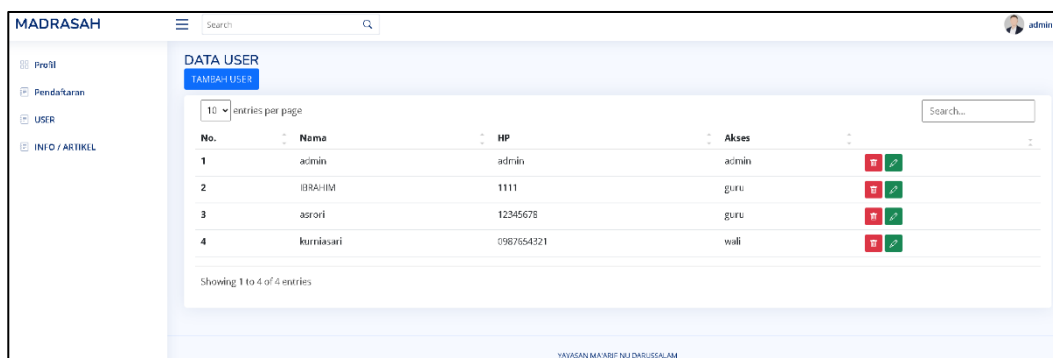 MADRASAH
Search
admin
Profil
Pendaftaran
USER
INFO / ARTIKEL
DATA USER
TAMBAH USER
10 entries per page
Search...
No. Nama HP Akses
1 admin admin admin
2 IBRAHIM 1111 guru
3 asrori 12345678 guru
4 kurniasari 0987654321 wali
Showing 1 to 4 of 4 entries
YAYASAN MA'ARIF NU DARUSSALAM